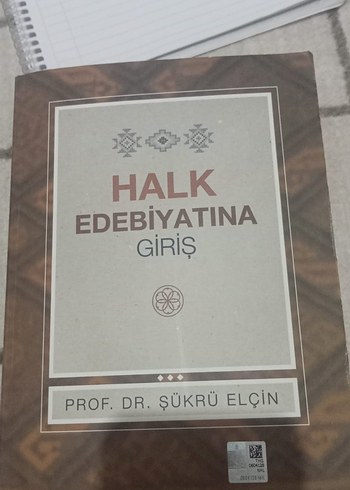 HALK
EDEBİYATINA
GİRİŞ
PROF. DR. ŞÜKRÜ ELÇİN